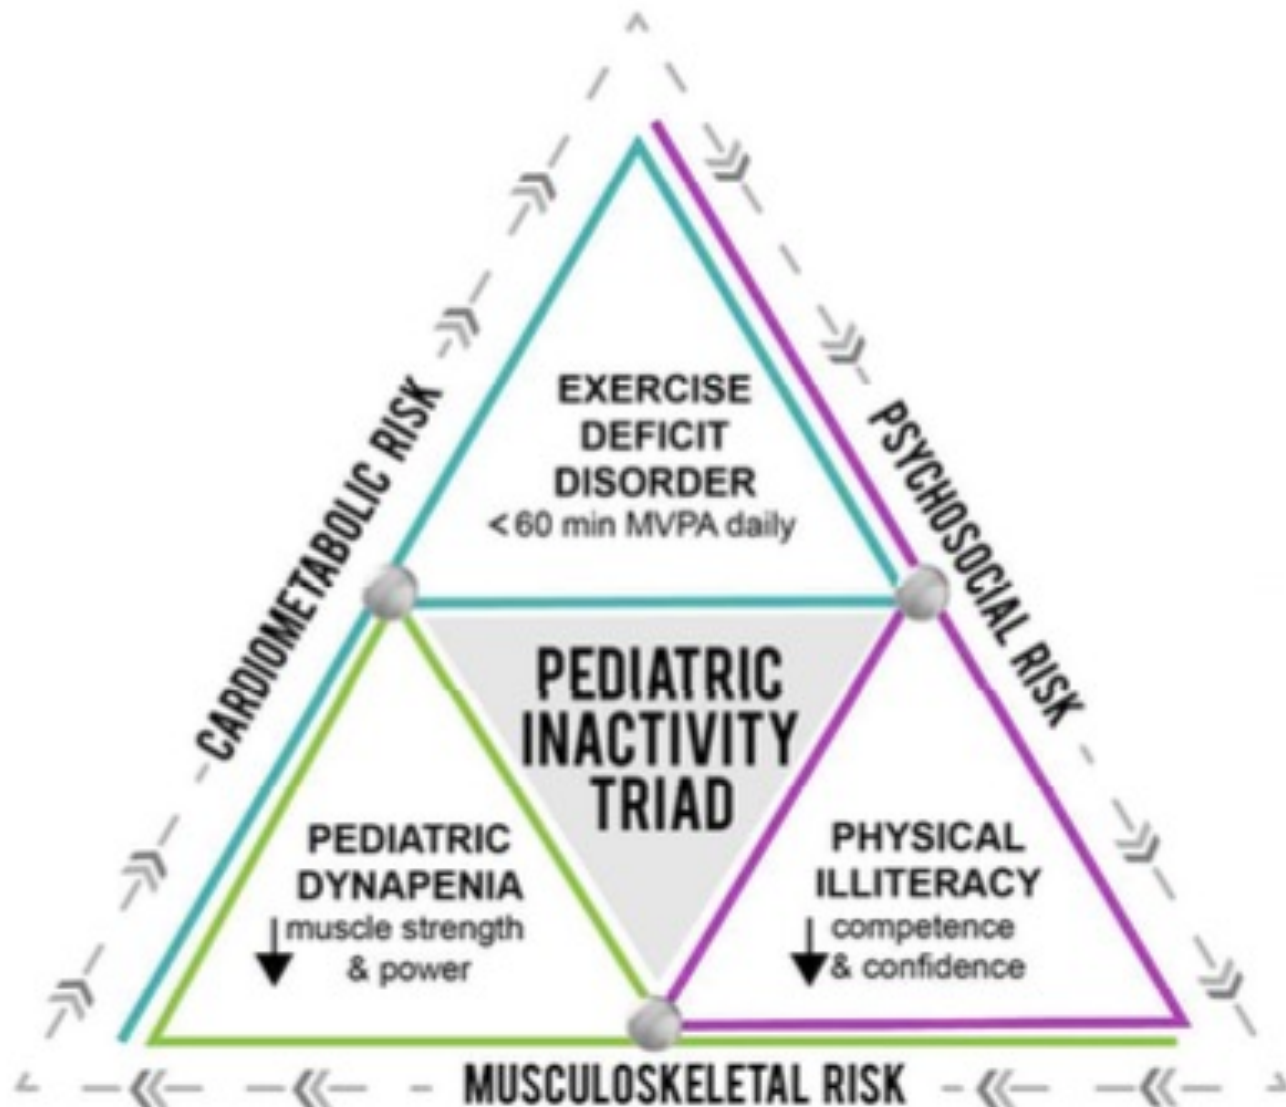 CARDIOMETABOLIC RISK
PSYCHOSOCIAL RISK
EXERCISE
DEFICIT
DISORDER
<60 min MVPA daily
PEDIATRIC
INACTIVITY
TRIAD
PEDIATRIC
DYNAPENIA
muscle strength
& power
PHYSICAL
ILLITERACY
competence
& confidence
MUSCULOSKELETAL RISK